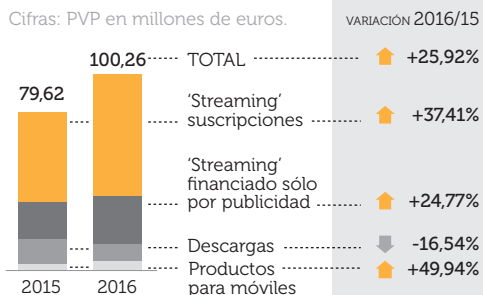 Cifras: PVP en millones de euros.
VARIACIÓN 2016/15
100,26
TOTAL
+25,92%
79,62
'Streaming'
suscripciones
+37,41%
'Streaming'
financiado sólo
por publicidad
+24,77%
Descargas
-16,54%
Productos
para móviles
+49,94%
2015
2016